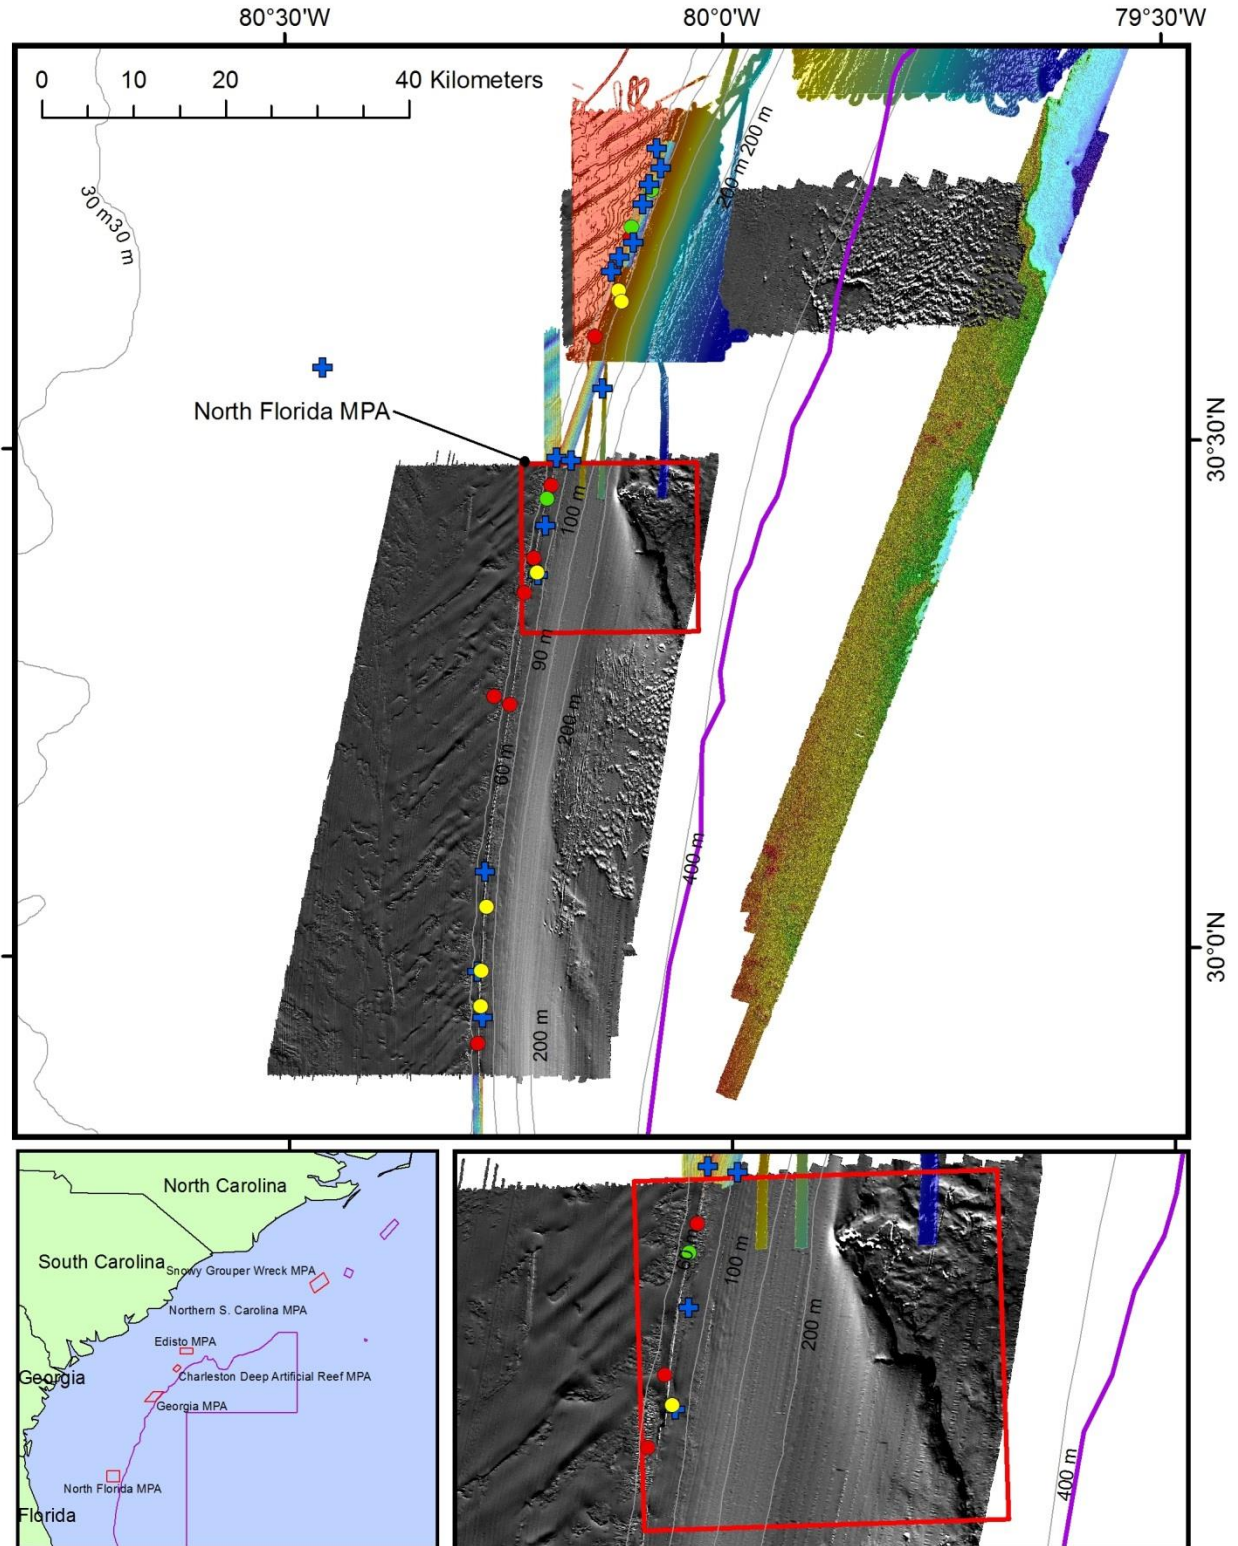 80°30'W
80°0'W
79°30'W
0
10
20
40 Kilometers
200 m 200 m
30 m30 m
North Florida MPA
30°30'N
100 m
90 m
200 m
60 m
400 m
30°0'N
200 m
North Carolina
South Carolina
Snowy Grouper Wreck MPA
Northern S. Carolina MPA
Edisto MPA
Georgia
Charleston Deep Artificial Reef MPA
Georgia MPA
North Florida MPA
Florida
60 m
100 m
200 m
400 m